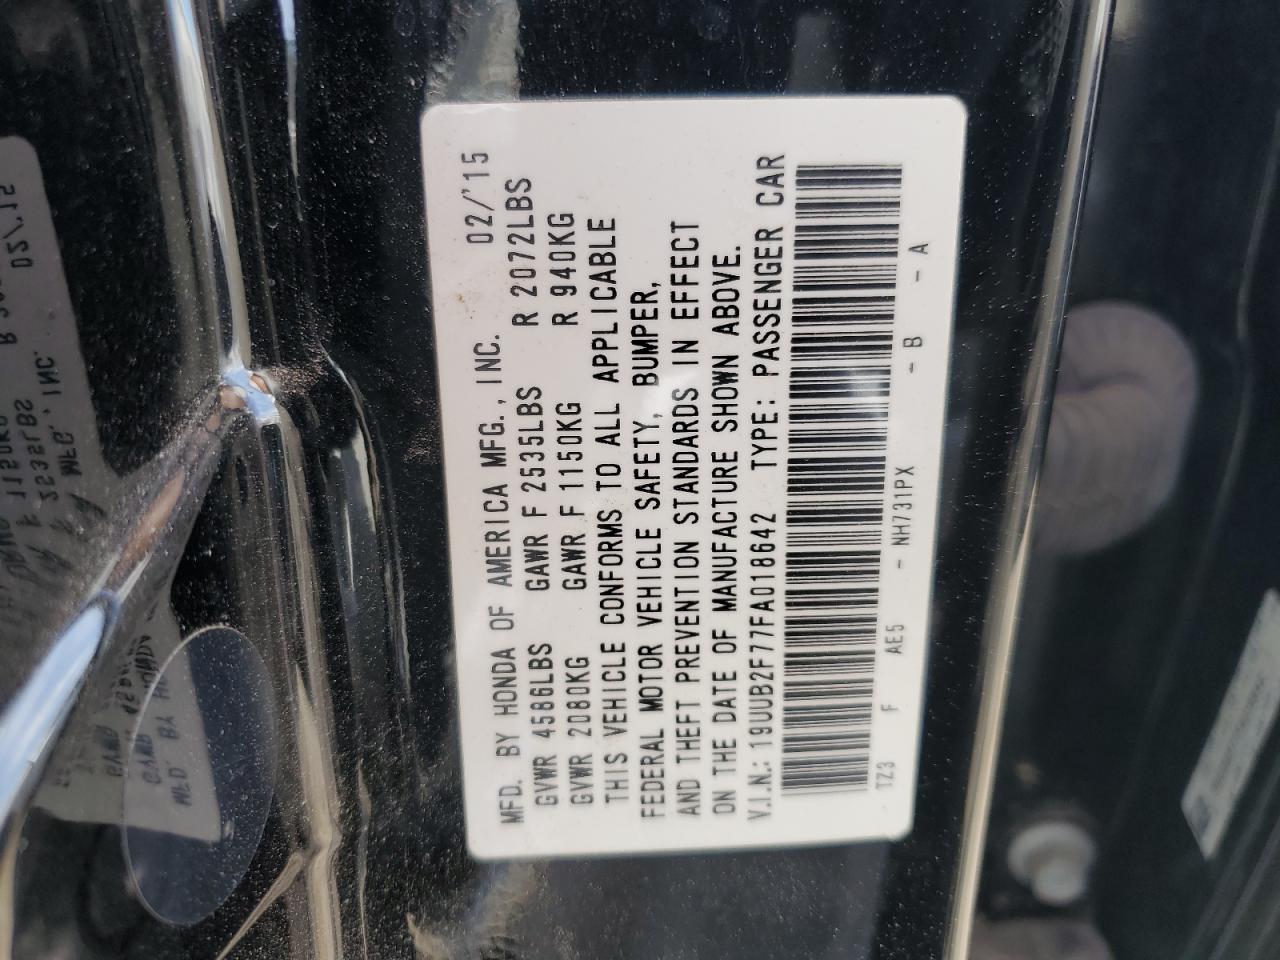 MFD. BY HONDA OF AMERICA MFG., INC. 02/'15
GVWR 4586LBS GAWR F 2535LBS R 2072LBS
GVWR 2080KG GAWR F 1150KG R 940KG
THIS VEHICLE CONFORMS TO ALL APPLICABLE
FEDERAL MOTOR VEHICLE SAFETY, BUMPER,
AND THEFT PREVENTION STANDARDS IN EFFECT
ON THE DATE OF MANUFACTURE SHOWN ABOVE.
V.I.N.: 19UUB2F77FA018642 TYPE: PASSENGER CAR
TZ3 F AE5 - NH731PX - B - A